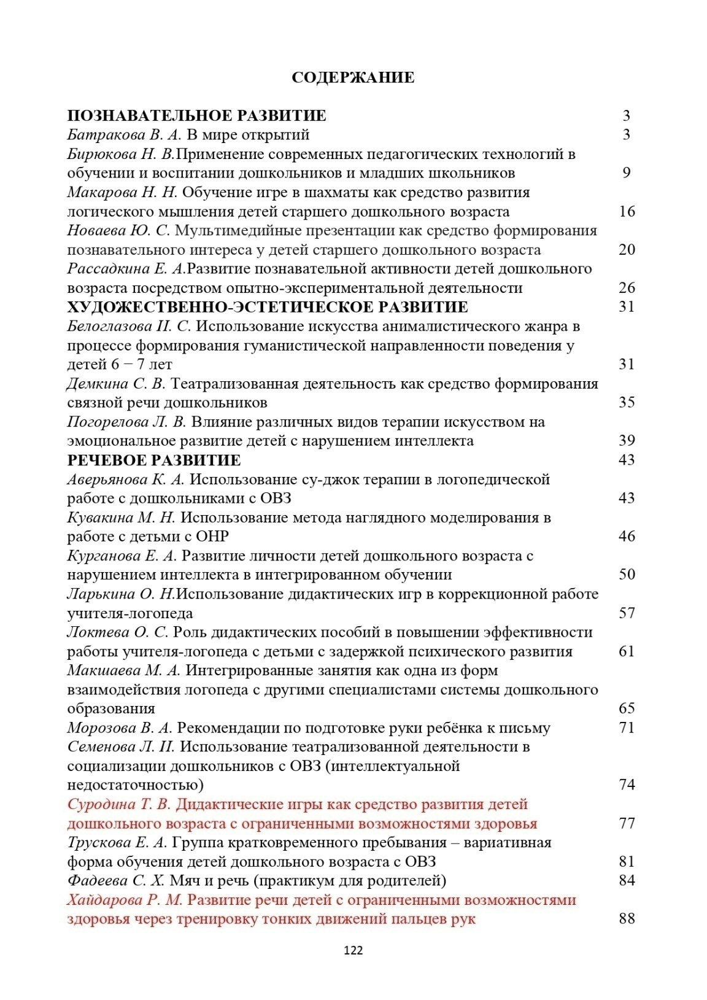 СОДЕРЖАНИЕ
ПОЗНАВАТЕЛЬНОЕ РАЗВИТИЕ 3
Батракова В. А. В мире открытий 3
Бирюкова Н. В.Применение современных педагогических технологий в
обучении и воспитании дошкольников и младших школьников 9
Макарова Н. Н. Обучение игре в шахматы как средство развития
логического мышления детей старшего дошкольного возраста 16
Новаева Ю. С. Мультимедийные презентации как средство формирования
познавательного интереса у детей старшего дошкольного возраста 20
Рассадкина Е. А.Развитие познавательной активности детей дошкольного
возраста посредством опытно-экспериментальной деятельности 26
ХУДОЖЕСТВЕННО-ЭСТЕТИЧЕСКОЕ РАЗВИТИЕ 31
Белоглазова П. С. Использование искусства анималистического жанра в
процессе формирования гуманистической направленности поведения у
детей 6 − 7 лет 31
Демкина С. В. Театрализованная деятельность как средство формирования
связной речи дошкольников 35
Погорелова Л. В. Влияние различных видов терапии искусством на
эмоциональное развитие детей с нарушением интеллекта 39
РЕЧЕВОЕ РАЗВИТИЕ 43
Аверьянова К. А. Использование су-джок терапии в логопедической
работе с дошкольниками с ОВЗ 43
Кувакина М. Н. Использование метода наглядного моделирования в
работе с детьми с ОНР 46
Курганова Е. А. Развитие личности детей дошкольного возраста с
нарушением интеллекта в интегрированном обучении 50
Ларькина О. Н.Использование дидактических игр в коррекционной работе
учителя-логопеда 57
Локтева О. С. Роль дидактических пособий в повышении эффективности
работы учителя-логопеда с детьми с задержкой психического развития 61
Макшаева М. А. Интегрированные занятия как одна из форм
взаимодействия логопеда с другими специалистами системы дошкольного
образования 65
Морозова В. А. Рекомендации по подготовке руки ребёнка к письму 71
Семенова Л. П. Использование театрализованной деятельности в
социализации дошкольников с ОВЗ (интеллектуальной
недостаточностью) 74
Суродина Т. В. Дидактические игры как средство развития детей
дошкольного возраста с ограниченными возможностями здоровья 77
Трускова Е. А. Группа кратковременного пребывания – вариативная
форма обучения детей дошкольного возраста с ОВЗ 81
Фадеева С. Х. Мяч и речь (практикум для родителей) 84
Хайдарова Р. М. Развитие речи детей с ограниченными возможностями
здоровья через тренировку тонких движений пальцев рук 88
122